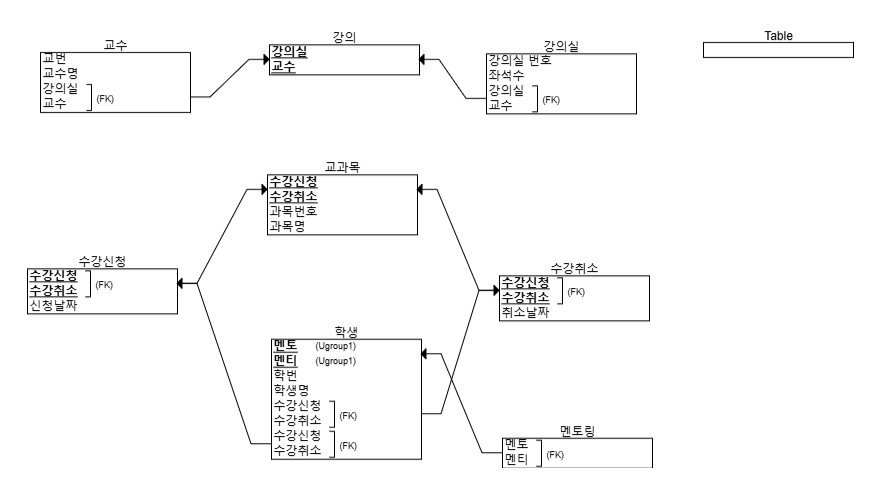 교수
교번
교수명
강의실
교수
(FK)
강의
강의실
교수
강의실
강의실 번호
좌석수
강의실
교수
(FK)
Table
교과목
수강신청
수강취소
과목번호
과목명
수강신청
수강신청
수강취소
(FK)
신청날짜
수강취소
수강신청
수강취소
(FK)
취소날짜
학생
멘토 (Ugroup1)
멘티 (Ugroup1)
학번
학생명
수강신청
수강취소
(FK)
수강신청
수강취소
(FK)
멘토링
멘토
멘티
(FK)